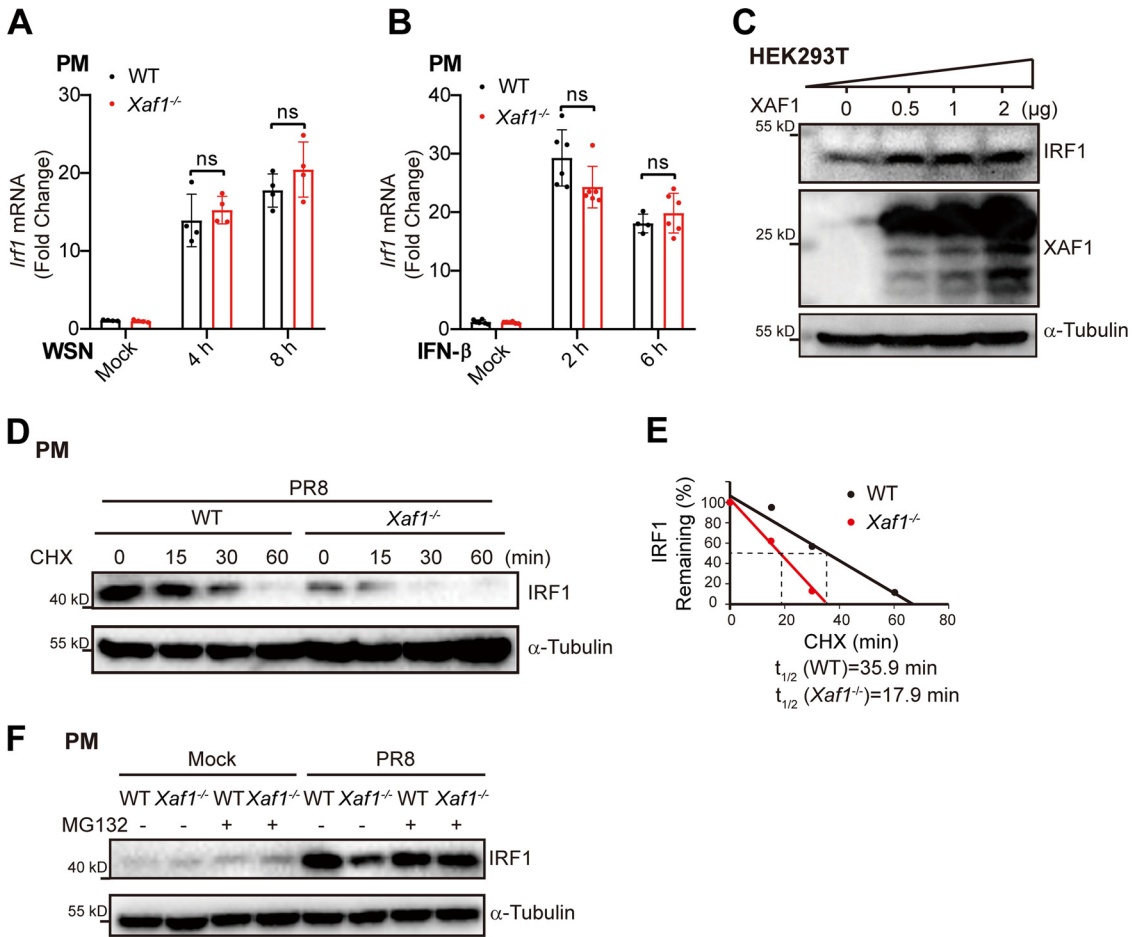 A
PM
WT
Xaf1-/-
Irf1 mRNA
(Fold Change)
30
20
10
0
ns
ns
WSN
Mock
4 h
8 h
B
PM
WT
Xaf1-/-
Irf1 mRNA
(Fold Change)
40
30
20
10
0
ns
ns
IFN-β
Mock
2 h
6 h
C
HEK293T
XAF1 0 0.5 1 2 (μg)
55 kD
IRF1
25 kD
XAF1
55 kD
α-Tubulin
D
PM
PR8
WT Xaf1-/-
CHX 0 15 30 60 0 15 30 60 (min)
40 kD
IRF1
55 kD
α-Tubulin
E
IRF1
Remaining (%)
100
80
60
40
20
0
WT
Xaf1-/-
0 20 40 60 80
CHX (min)
t1/2 (WT)=35.9 min
t1/2 (Xaf1-/-)=17.9 min
F
PM
Mock PR8
WT Xaf1-/- WT Xaf1-/- WT Xaf1-/- WT Xaf1-/-
MG132 - - + + - - + +
40 kD
IRF1
55 kD
α-Tubulin